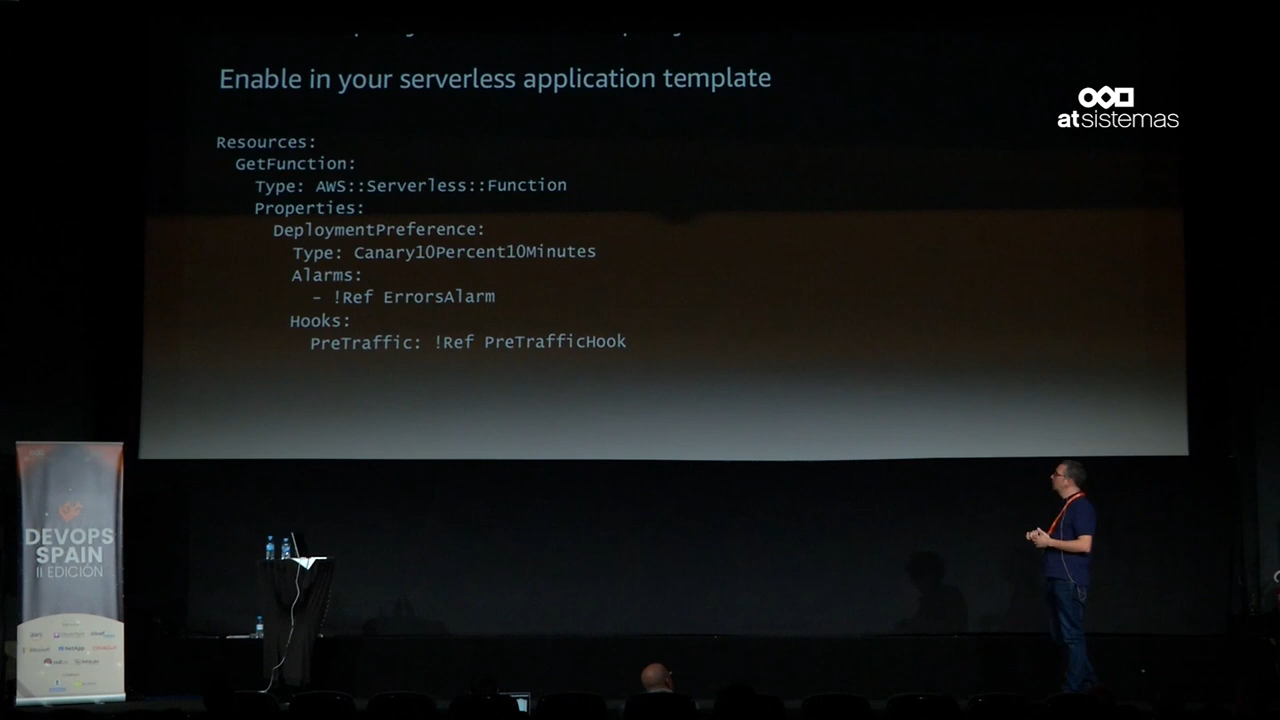 Enable in your serverless application template
atsistemas
Resources:
GetFunction:
Type: AWS::Serverless::Function
Properties:
DeploymentPreference:
Type: Canary10Percent10Minutes
Alarms:
- !Ref ErrorsAlarm
Hooks:
PreTraffic: !Ref PreTrafficHook
DEVOPS
SPAIN
II EDICIÓN
NetApp